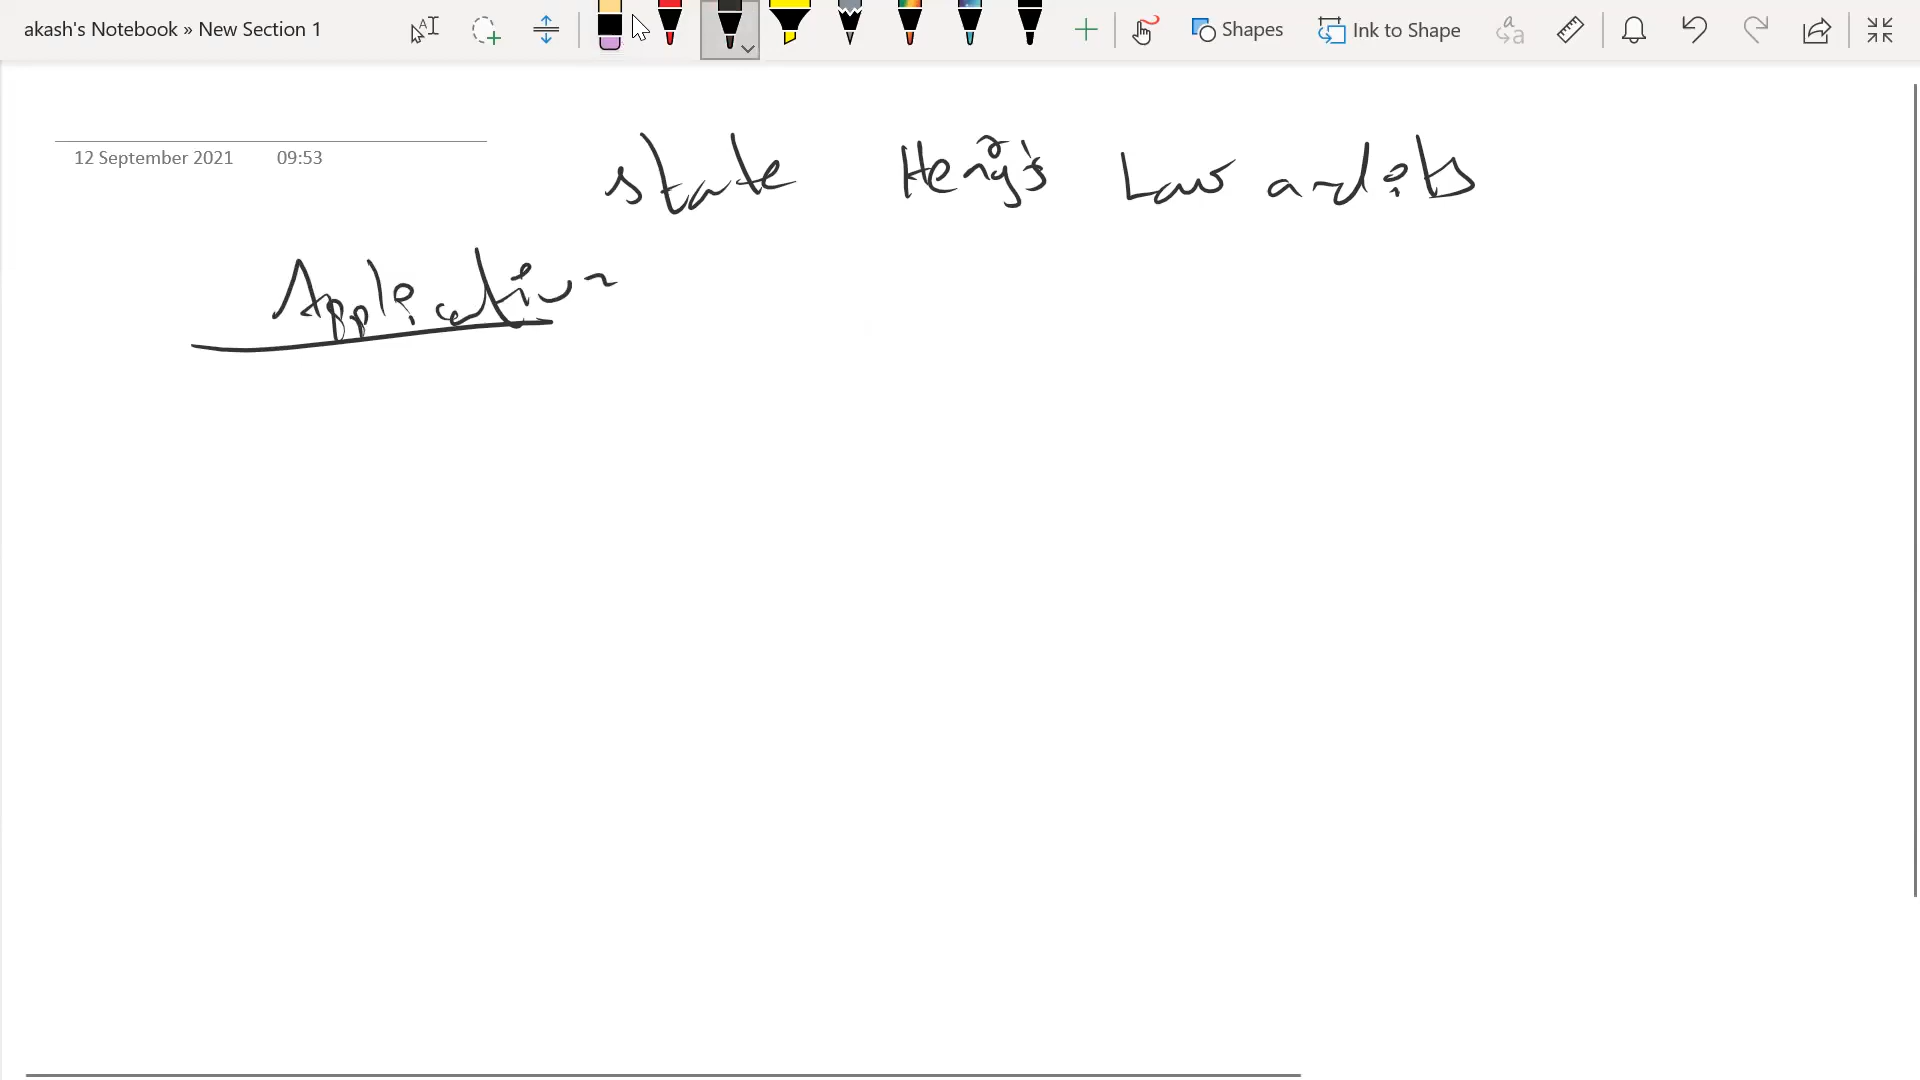 akash's Notebook » New Section 1 Shapes Ink to Shape
12 September 2021 09:53
state Henry's Law and its
Application